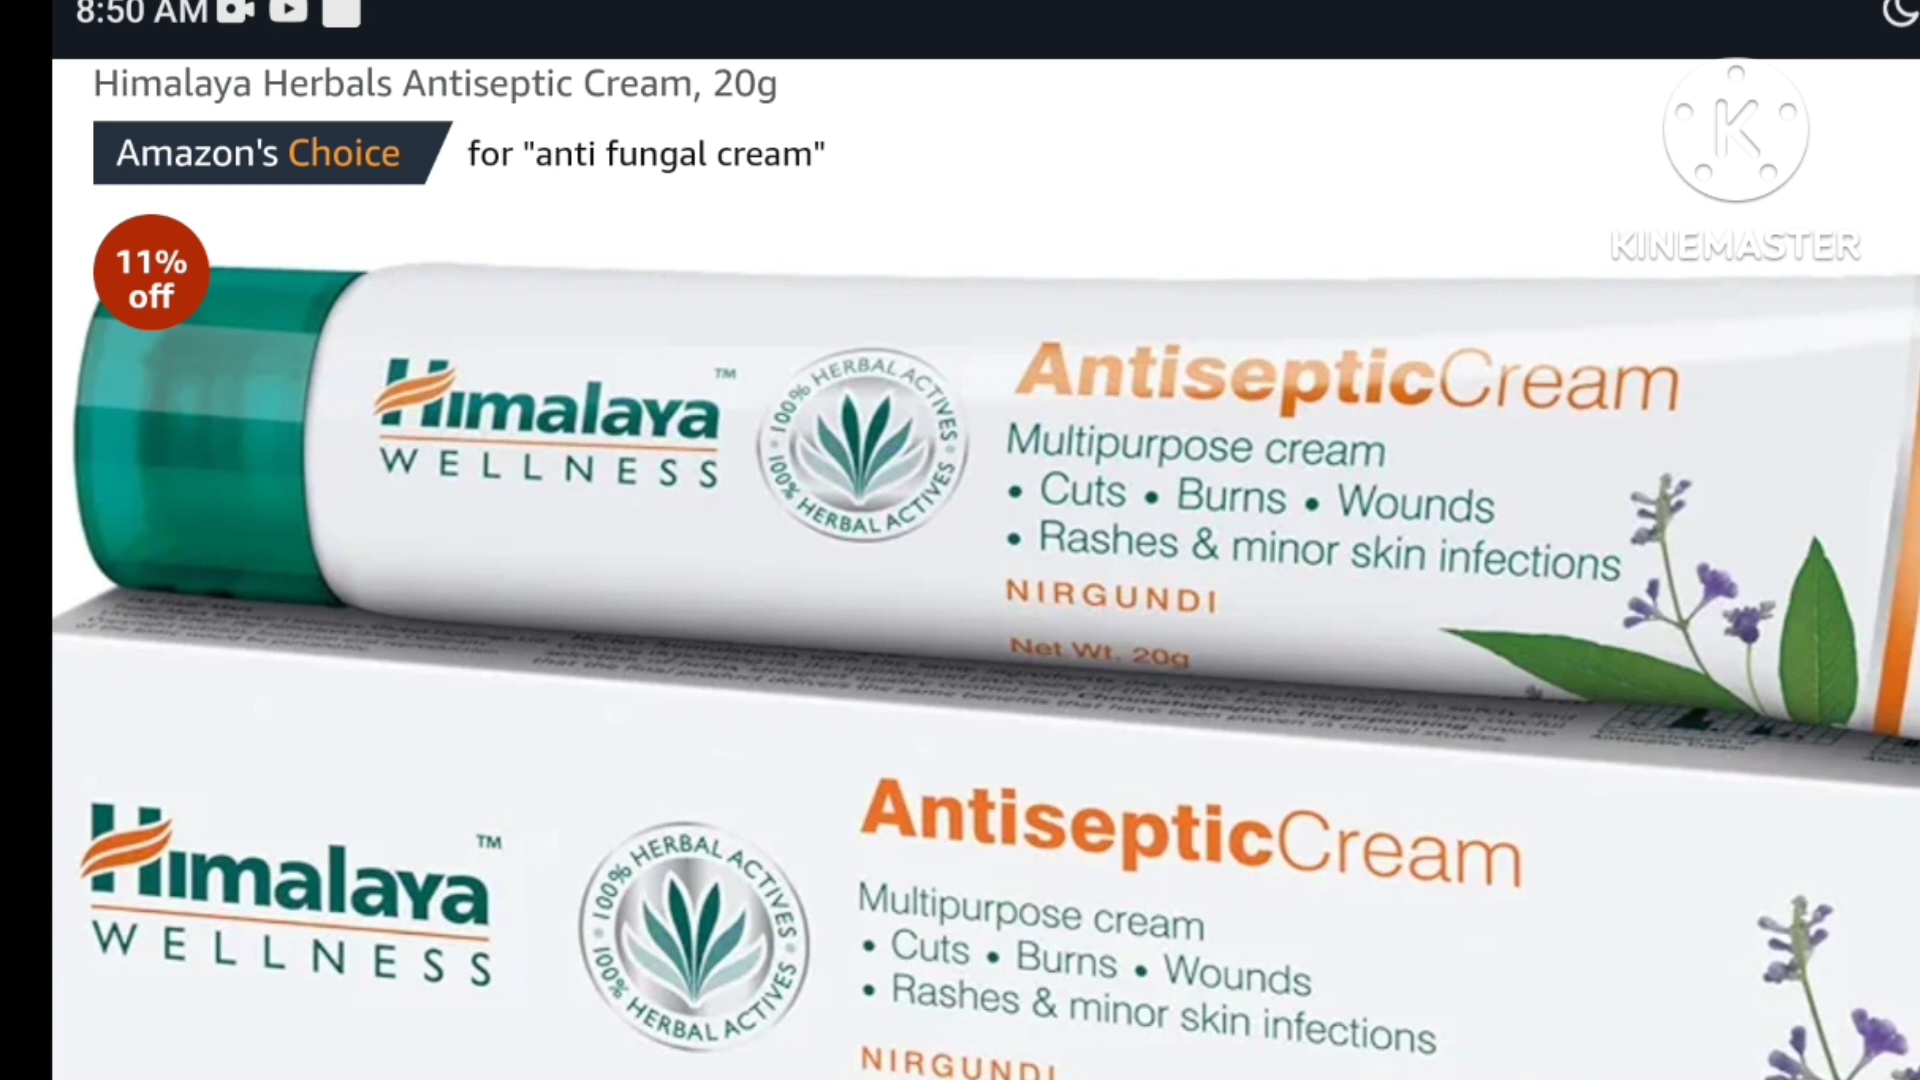 8:50 AM
Himalaya Herbals Antiseptic Cream, 20g
Amazon's Choice for "anti fungal cream"
K
KINEMASTER
11%
off
Himalaya TM
WELLNESS
100% HERBAL ACTIVES
100% HERBAL ACTIVES
AntisepticCream
Multipurpose cream
• Cuts • Burns • Wounds
• Rashes & minor skin infections
NIRGUNDI
Net Wt. 20g
Himalaya TM
WELLNESS
100% HERBAL ACTIVES
100% HERBAL ACTIVES
AntisepticCream
Multipurpose cream
• Cuts • Burns • Wounds
• Rashes & minor skin infections
NIRGUNDI